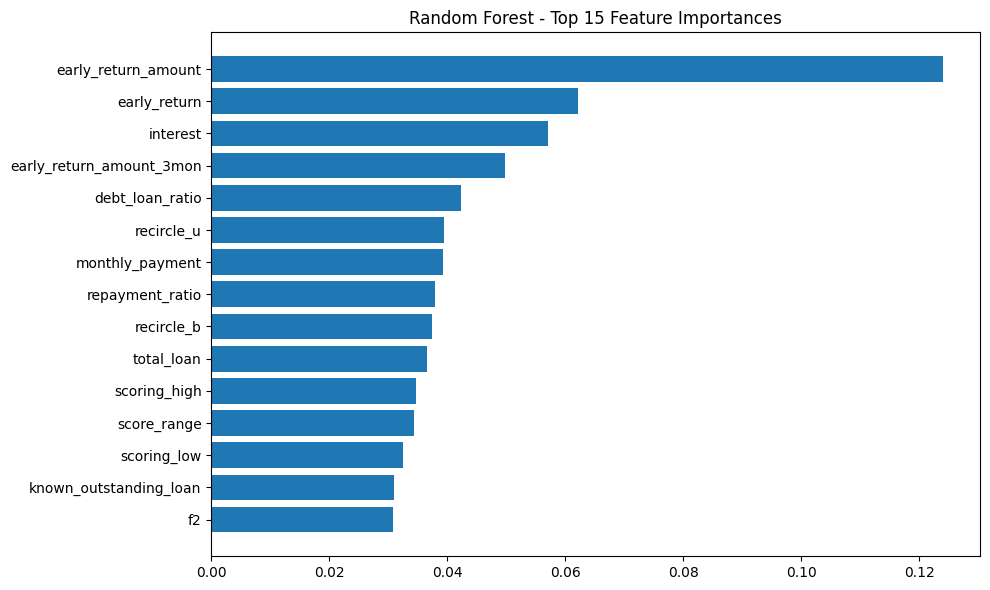 Random Forest - Top 15 Feature Importances
early_return_amount
early_return
interest
early_return_amount_3mon
debt_loan_ratio
recircle_u
monthly_payment
repayment_ratio
recircle_b
total_loan
scoring_high
score_range
scoring_low
known_outstanding_loan
f2
0.00 0.02 0.04 0.06 0.08 0.10 0.12